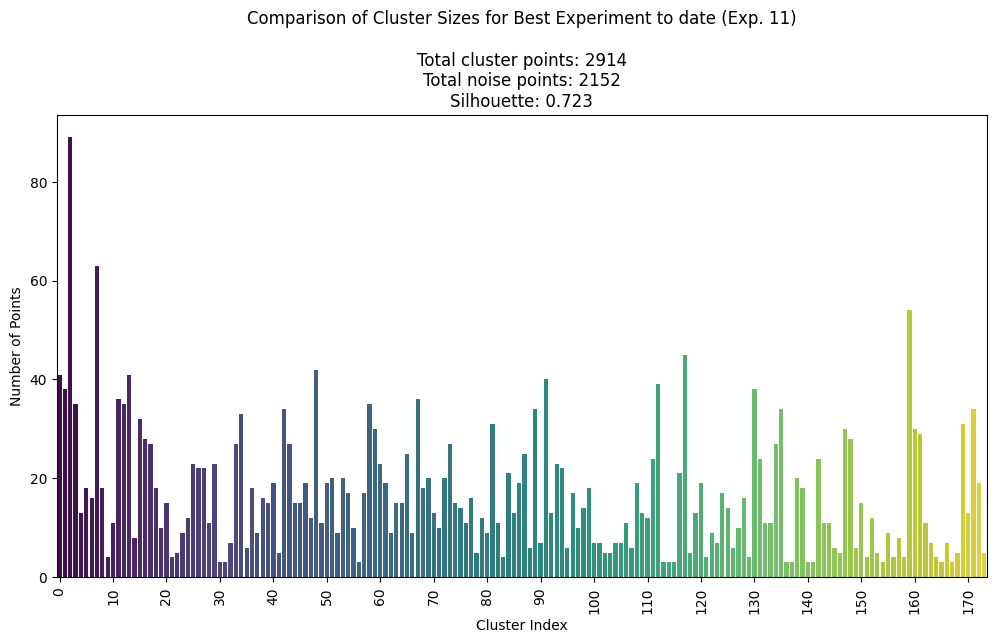 Comparison of Cluster Sizes for Best Experiment to date (Exp. 11)
Total cluster points: 2914
Total noise points: 2152
Silhouette: 0.723
80
60
40
20
0
Number of Points
0 10 20 30 40 50 60 70 80 90 100 110 120 130 140 150 160 170
Cluster Index